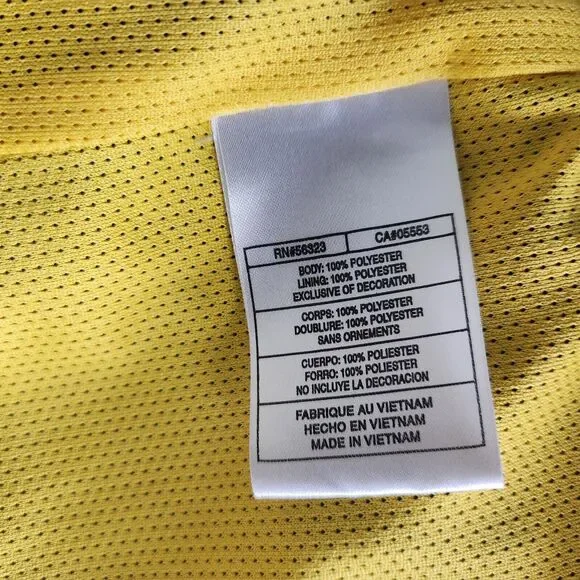 RN#56323 CA#05553
BODY: 100% POLYESTER
LINING: 100% POLYESTER
EXCLUSIVE OF DECORATION
CORPS: 100% POLYESTER
DOUBLURE: 100% POLYESTER
SANS ORNEMENTS
CUERPO: 100% POLIESTER
FORRO: 100% POLIESTER
NO INCLUYE LA DECORACION
FABRIQUE AU VIETNAM
HECHO EN VIETNAM
MADE IN VIETNAM